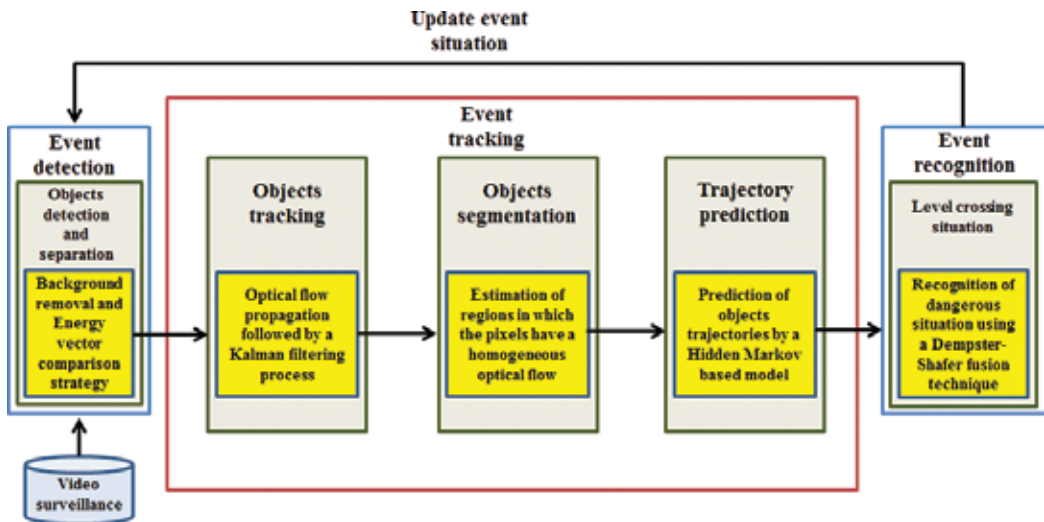 Update event
situation
Event
detection
Objects
detection
and
separation
Background
removal and
Energy
vector
comparison
strategy
Video
surveillance
Event
tracking
Objects
tracking
Optical flow
propagation
followed by a
Kalman filtering
process
Objects
segmentation
Estimation of
regions in which
the pixels have a
homogeneous
optical flow
Trajectory
prediction
Prediction of
objects
trajectories by a
Hidden Markov
based model
Event
recognition
Level crossing
situation
Recognition of
dangerous
situation using
a Dempster-
Shafer fusion
technique